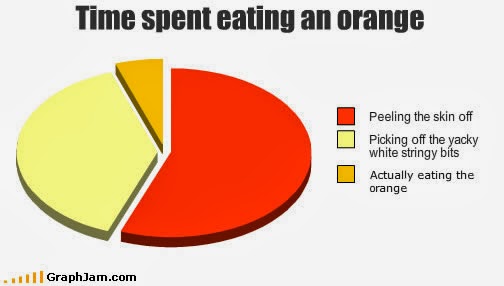 Time spent eating an orange
Peeling the skin off
Picking off the yacky
white stringy bits
Actually eating the
orange
GraphJam.com